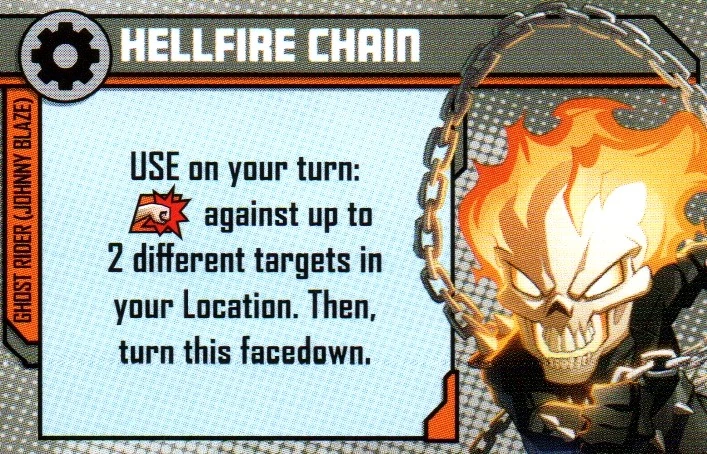 HELLFIRE CHAIN
GHOST RIDER (JOHNNY BLAZE)
USE on your turn:
against up to
2 different targets in
your Location. Then,
turn this facedown.